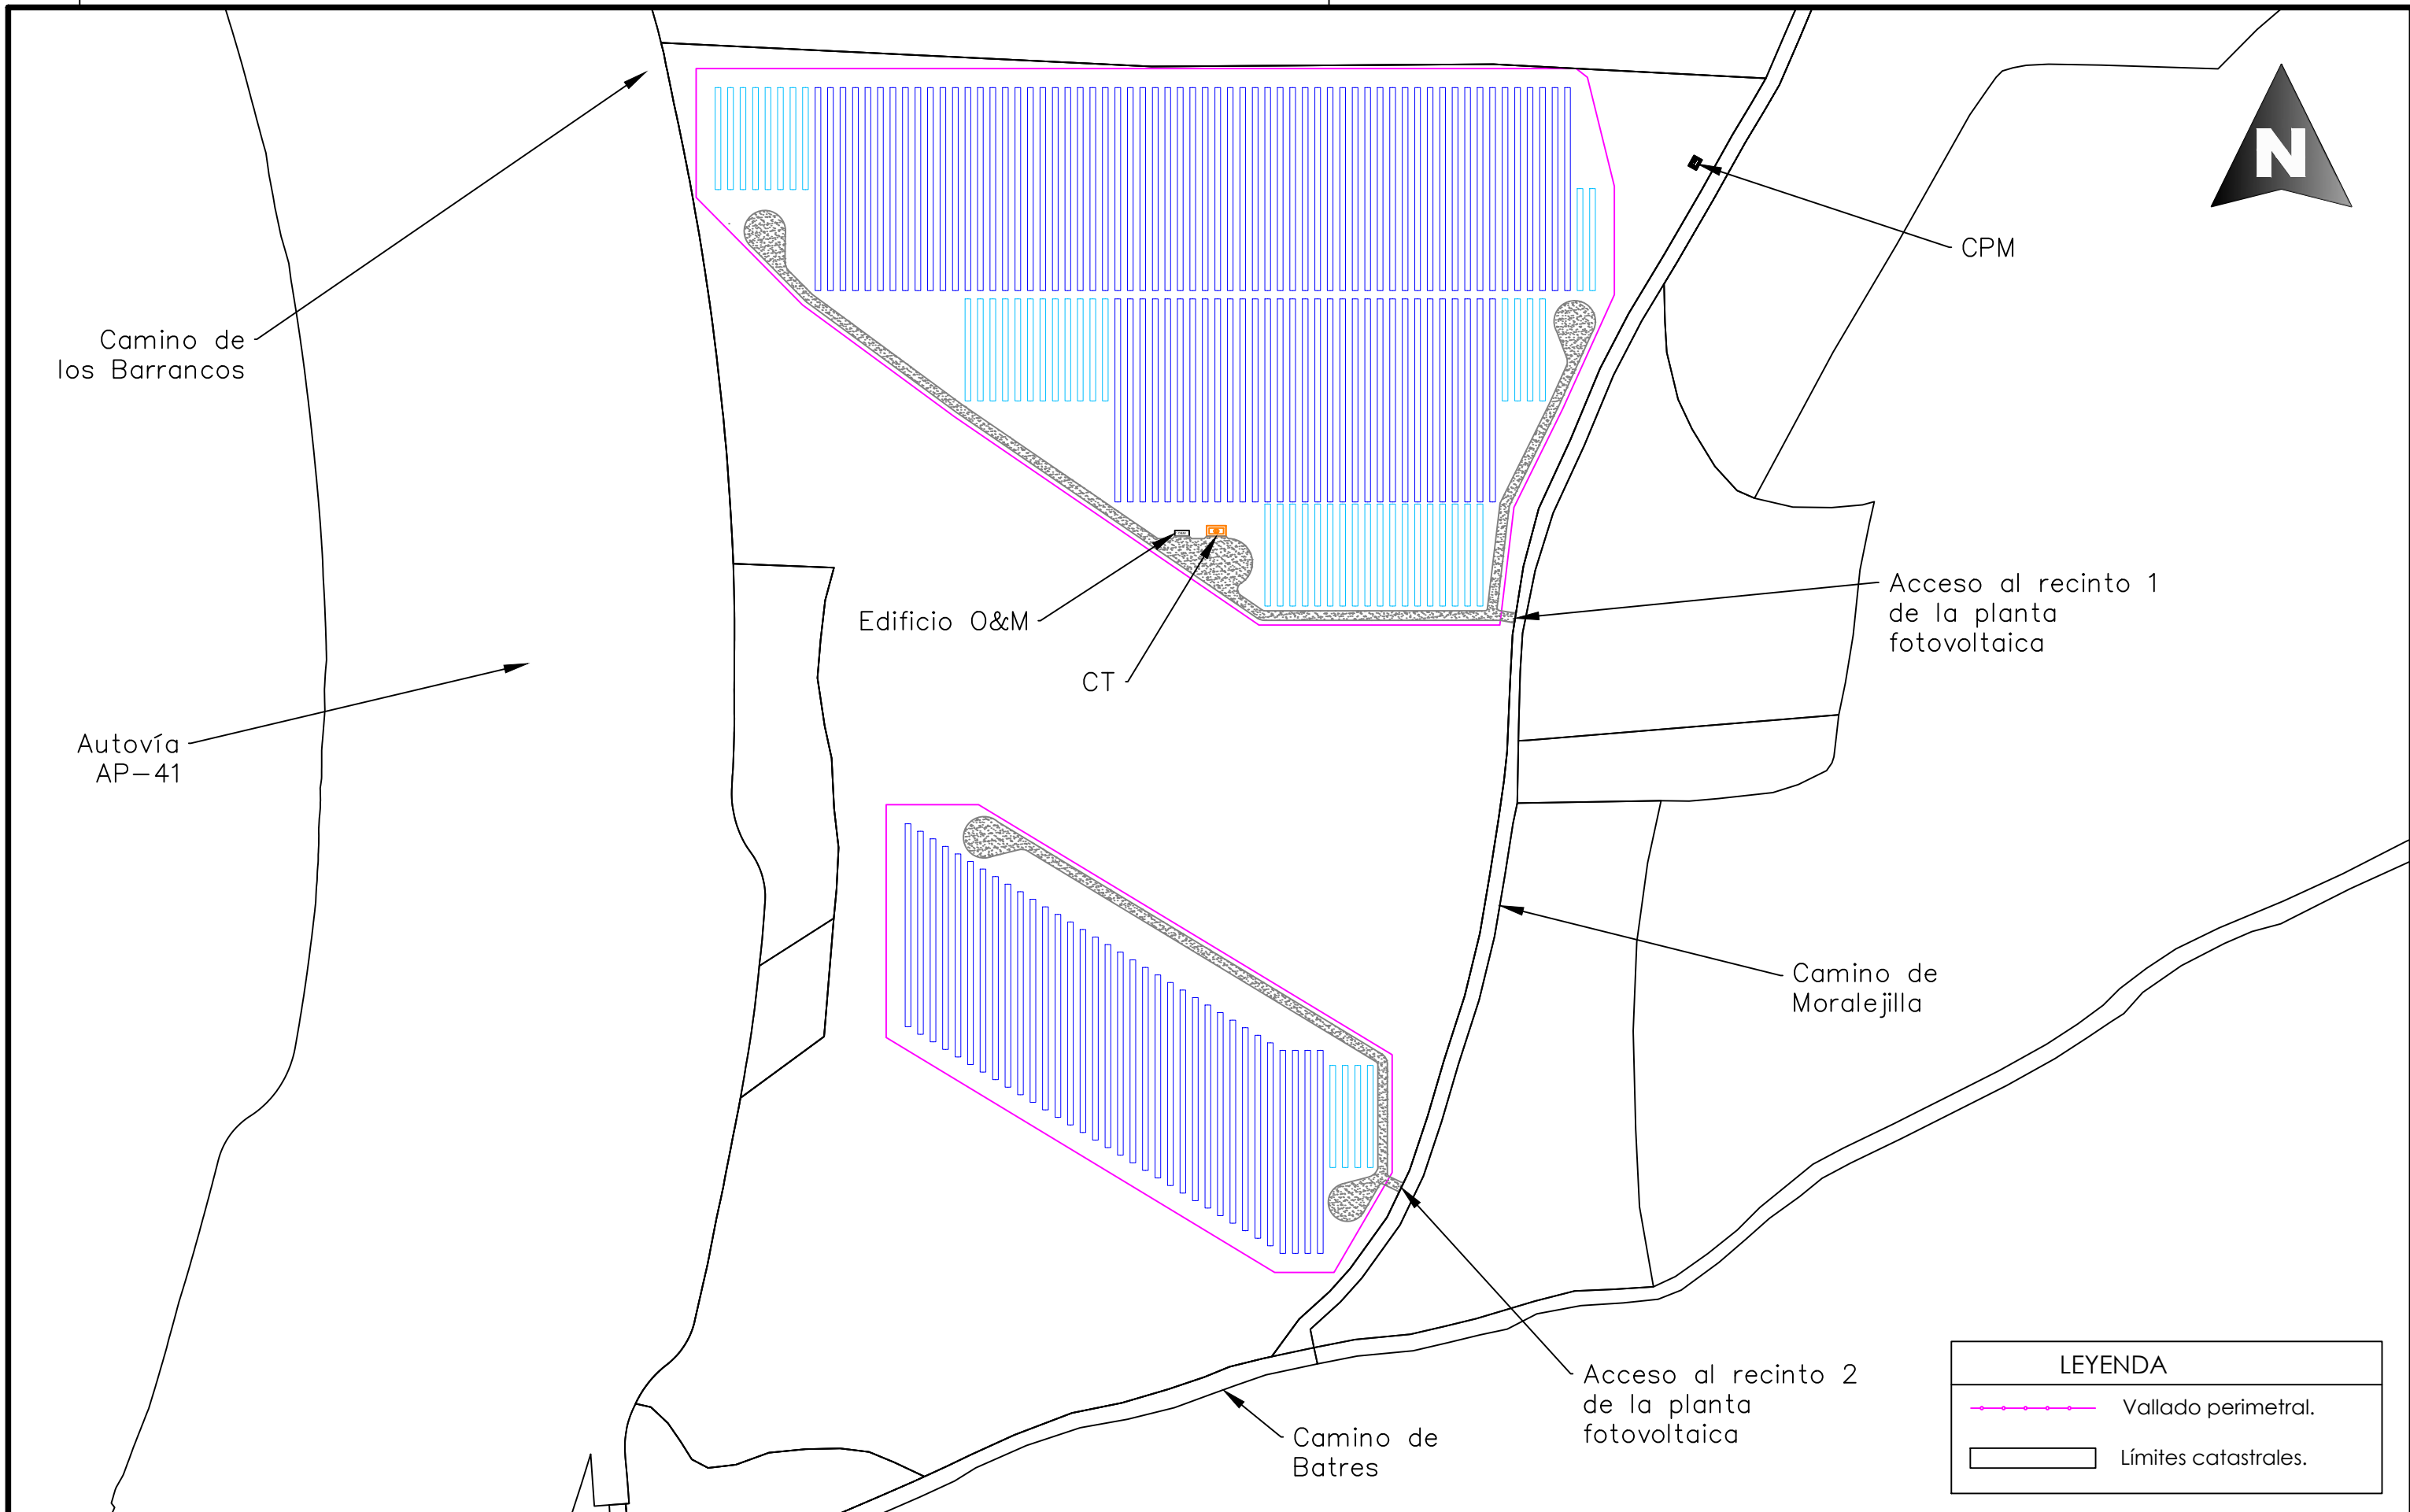 N
CPM
Camino de
los Barrancos
Acceso al recinto 1
de la planta
fotovoltaica
Edificio O&M
CT
Autovía
AP-41
Camino de
Moralejilla
Acceso al recinto 2
de la planta
fotovoltaica
Camino de
Batres
LEYENDA
Vallado perimetral.
Límites catastrales.